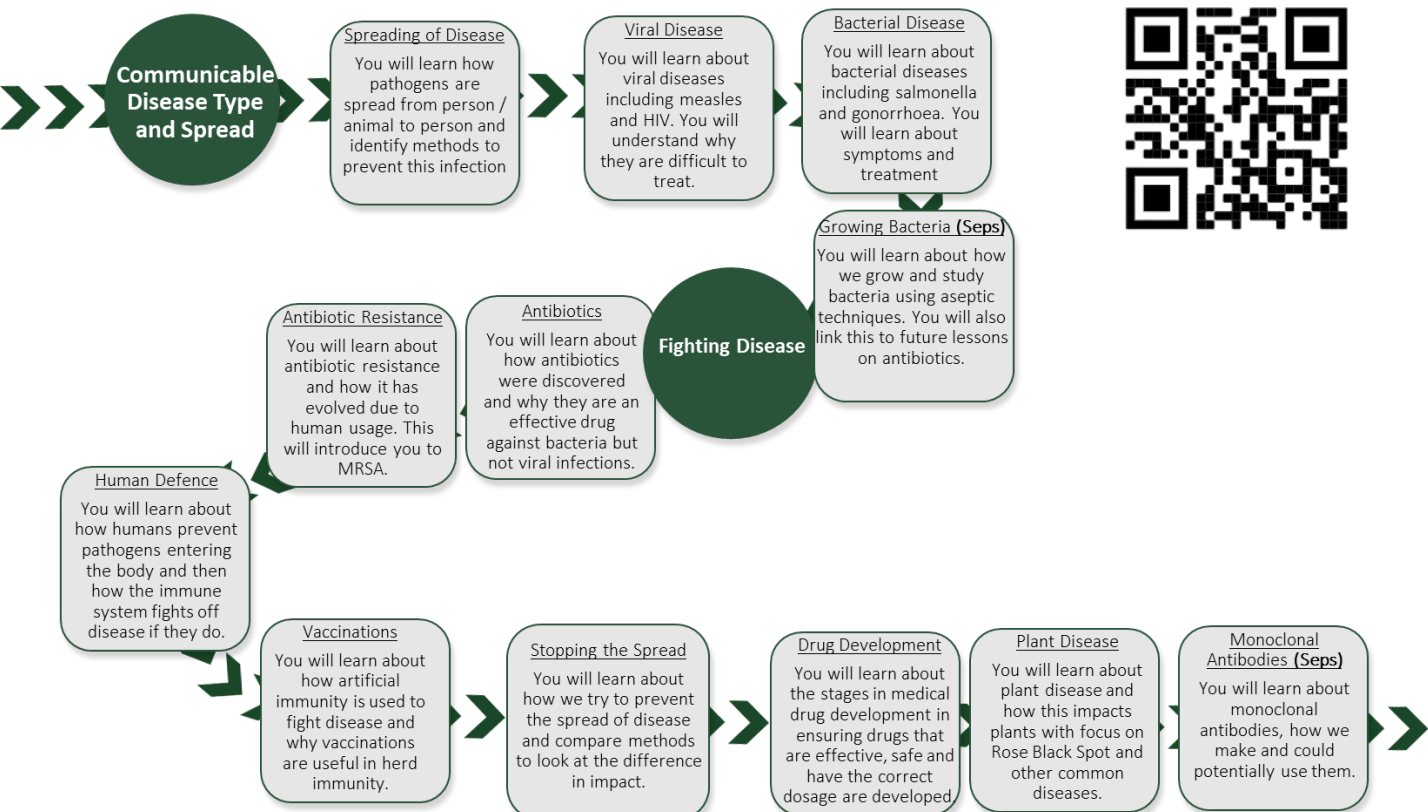 Communicable
Disease Type
and Spread
Spreading of Disease
You will learn how
pathogens are
spread from person /
animal to person and
identify methods to
prevent this infection
Viral Disease
You will learn about
viral diseases
including measles
and HIV. You will
understand why
they are difficult to
treat.
Bacterial Disease
You will learn about
bacterial diseases
including salmonella
and gonorrhoea. You
will learn about
symptoms and
treatment
Growing Bacteria (Seps)
You will learn about how
we grow and study
bacteria using aseptic
techniques. You will also
link this to future lessons
on antibiotics.
Fighting Disease
Antibiotics
You will learn about
how antibiotics
were discovered
and why they are an
effective drug
against bacteria but
not viral infections.
Antibiotic Resistance
You will learn about
antibiotic resistance
and how it has
evolved due to
human usage. This
will introduce you to
MRSA.
Human Defence
You will learn about
how humans prevent
pathogens entering
the body and then
how the immune
system fights off
disease if they do.
Vaccinations
You will learn about
how artificial
immunity is used to
fight disease and
why vaccinations
are useful in herd
immunity.
Stopping the Spread
You will learn about
how we try to prevent
the spread of disease
and compare methods
to look at the difference
in impact.
Drug Development
You will learn about
the stages in medical
drug development in
ensuring drugs that
are effective, safe and
have the correct
dosage are developed
Plant Disease
You will learn about
plant disease and
how this impacts
plants with focus on
Rose Black Spot and
other common
diseases.
Monoclonal
Antibodies (Seps)
You will learn about
monoclonal
antibodies, how we
make and could
potentially use them.